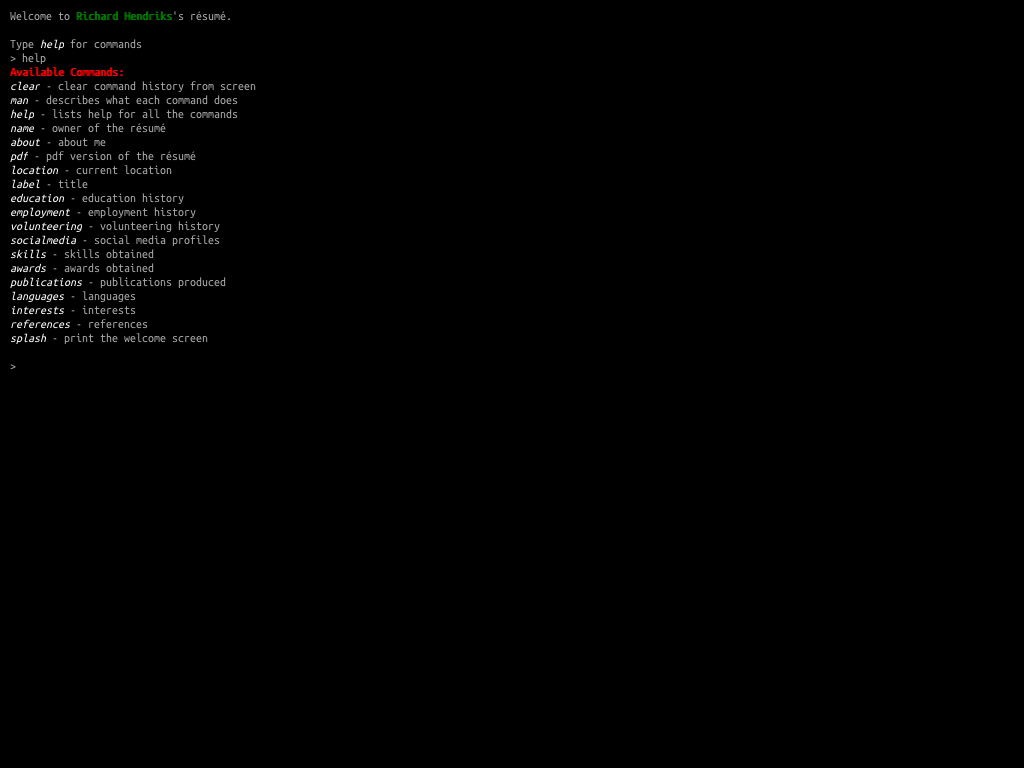 Welcome to Richard Hendriks's résumé.
Type help for commands
> help
Available Commands:
clear - clear command history from screen
man - describes what each command does
help - lists help for all the commands
name - owner of the résumé
about - about me
pdf - pdf version of the résumé
location - current location
label - title
education - education history
employment - employment history
volunteering - volunteering history
socialmedia - social media profiles
skills - skills obtained
awards - awards obtained
publications - publications produced
languages - languages
interests - interests
references - references
splash - print the welcome screen
>